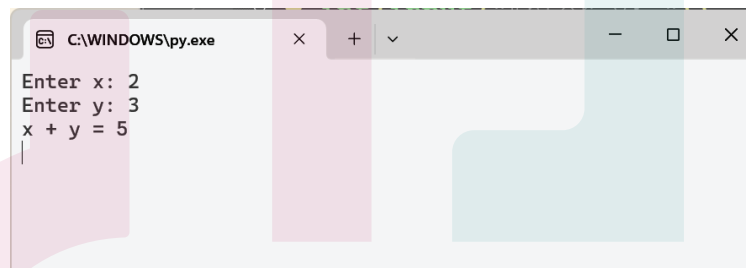 C:\WINDOWS\py.exe
Enter x: 2
Enter y: 3
x + y = 5